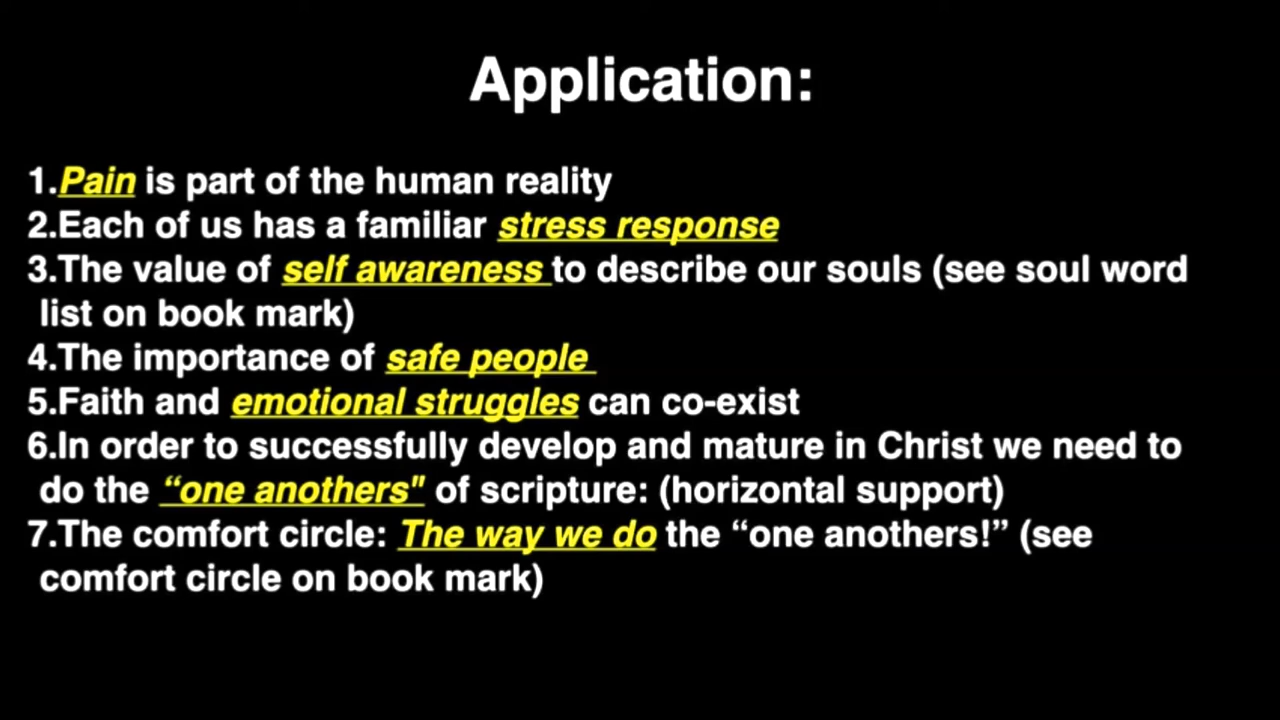 Application:
1.Pain is part of the human reality
2.Each of us has a familiar stress response
3.The value of self awareness to describe our souls (see soul word
list on book mark)
4.The importance of safe people
5.Faith and emotional struggles can co-exist
6.In order to successfully develop and mature in Christ we need to
do the “one anothers" of scripture: (horizontal support)
7.The comfort circle: The way we do the “one anothers!” (see
comfort circle on book mark)